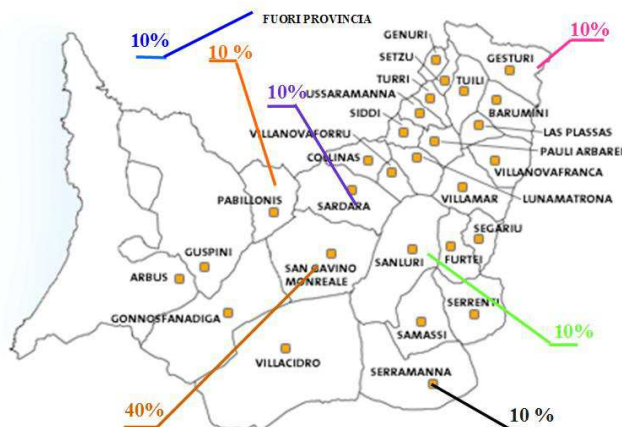 FUORI PROVINCIA
10%
10 %
10%
10%
GENURI
SETZU
GESTURI
TURRI
TUILI
USSARAMANNA
BARUMINI
SIDDI
LAS PLASSAS
VILLANOVAFORRU
PAULI ARBAREI
COLLINAS
VILLANOVAFRANCA
LUNAMATRONA
PABILLONIS
SARDARA
VILLAMAR
SEGARIU
GUSPINI
SAN GAVINO
MONREALE
SANLURI
FURTEI
ARBUS
GONNOSFANADIGA
SERRENTI
SAMASSI
10%
VILLACIDRO
SERRAMANNA
40%
10 %